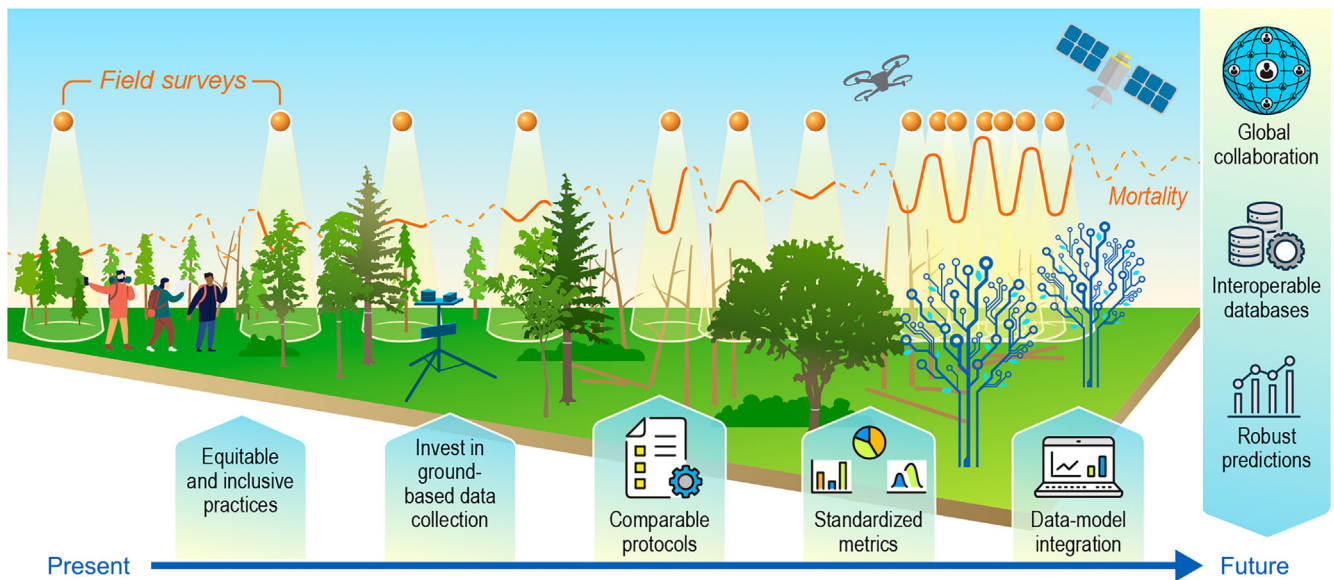 Field surveys
Mortality
Global
collaboration
Interoperable
databases
Robust
predictions
Equitable
and inclusive
practices
Invest in
ground-
based data
collection
Comparable
protocols
Standardized
metrics
Data-model
integration
Present
Future